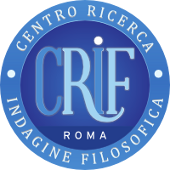 CENTRO RICERCA
CRIF
ROMA
INDAGINE FILOSOFICA